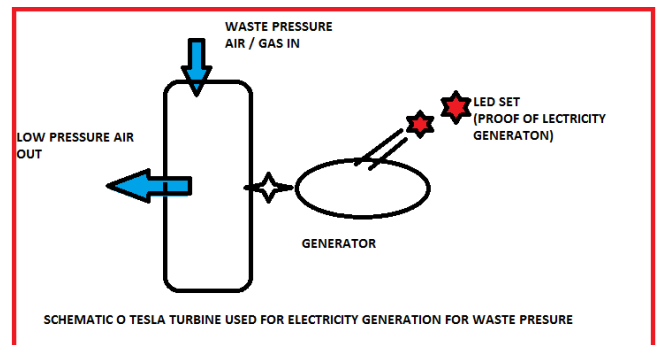 WASTE PRESSURE
AIR / GAS IN
LED SET
(PROOF OF LECTRICITY
GENERATON)
LOW PRESSURE AIR
OUT
GENERATOR
SCHEMATIC O TESLA TURBINE USED FOR ELECTRICITY GENERATION FOR WASTE PRESURE